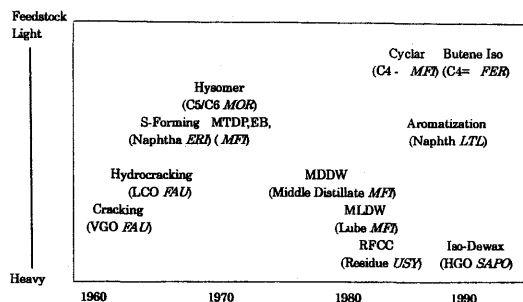 Feedstock
Light
Cyclar Butene Iso
(C4 - MFI) (C4= FER)
Hysomer
(C5/C6 MOR)
S-Forming MTDP,EB,
(Naphtha ERI) ( MFI)
Aromatization
(Naphth LTL)
Hydrocracking
(LCO FAU)
MDDW
(Middle Distillate MFI)
Cracking
(VGO FAU)
MLDW
(Lube MFI)
RFCC
(Residue USY)
Iso-Dewax
(HGO SAPO)
Heavy
1960 1970 1980 1990